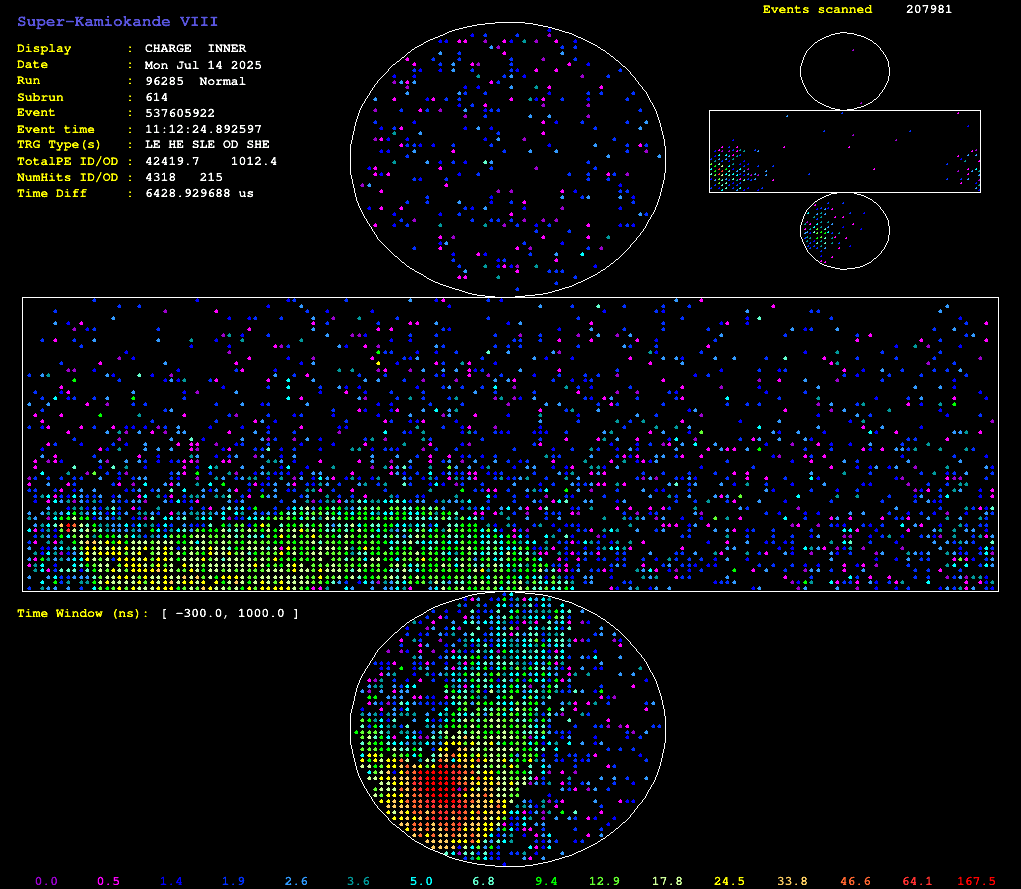 Super-Kamiokande VIII
Events scanned 207981
Display : CHARGE INNER
Date : Mon Jul 14 2025
Run : 96285 Normal
Subrun : 614
Event : 537605922
Event time : 11:12:24.892597
TRG Type(s) : LE HE SLE OD SHE
TotalPE ID/OD : 42419.7 1012.4
NumHits ID/OD : 4318 215
Time Diff : 6428.929688 us
Time Window (ns): [ -300.0, 1000.0 ]
0.0 0.5 1.4 1.9 2.6 3.6 5.0 6.8 9.4 12.9 17.8 24.5 33.8 46.6 64.1 167.5